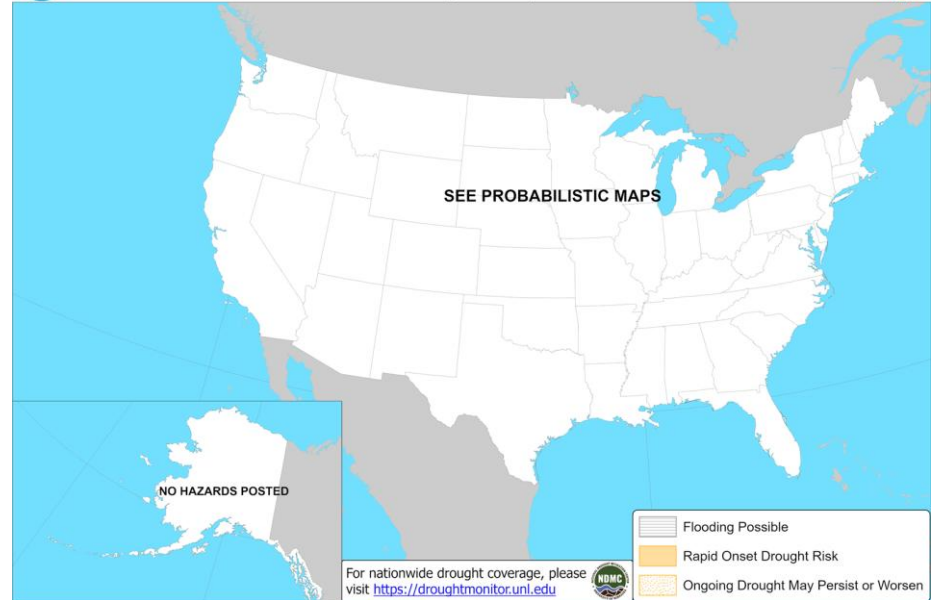 SEE PROBABILISTIC MAPS
NO HAZARDS POSTED
For nationwide drought coverage, please
visit https://droughtmonitor.unl.edu
NDMC
Flooding Possible
Rapid Onset Drought Risk
Ongoing Drought May Persist or Worsen